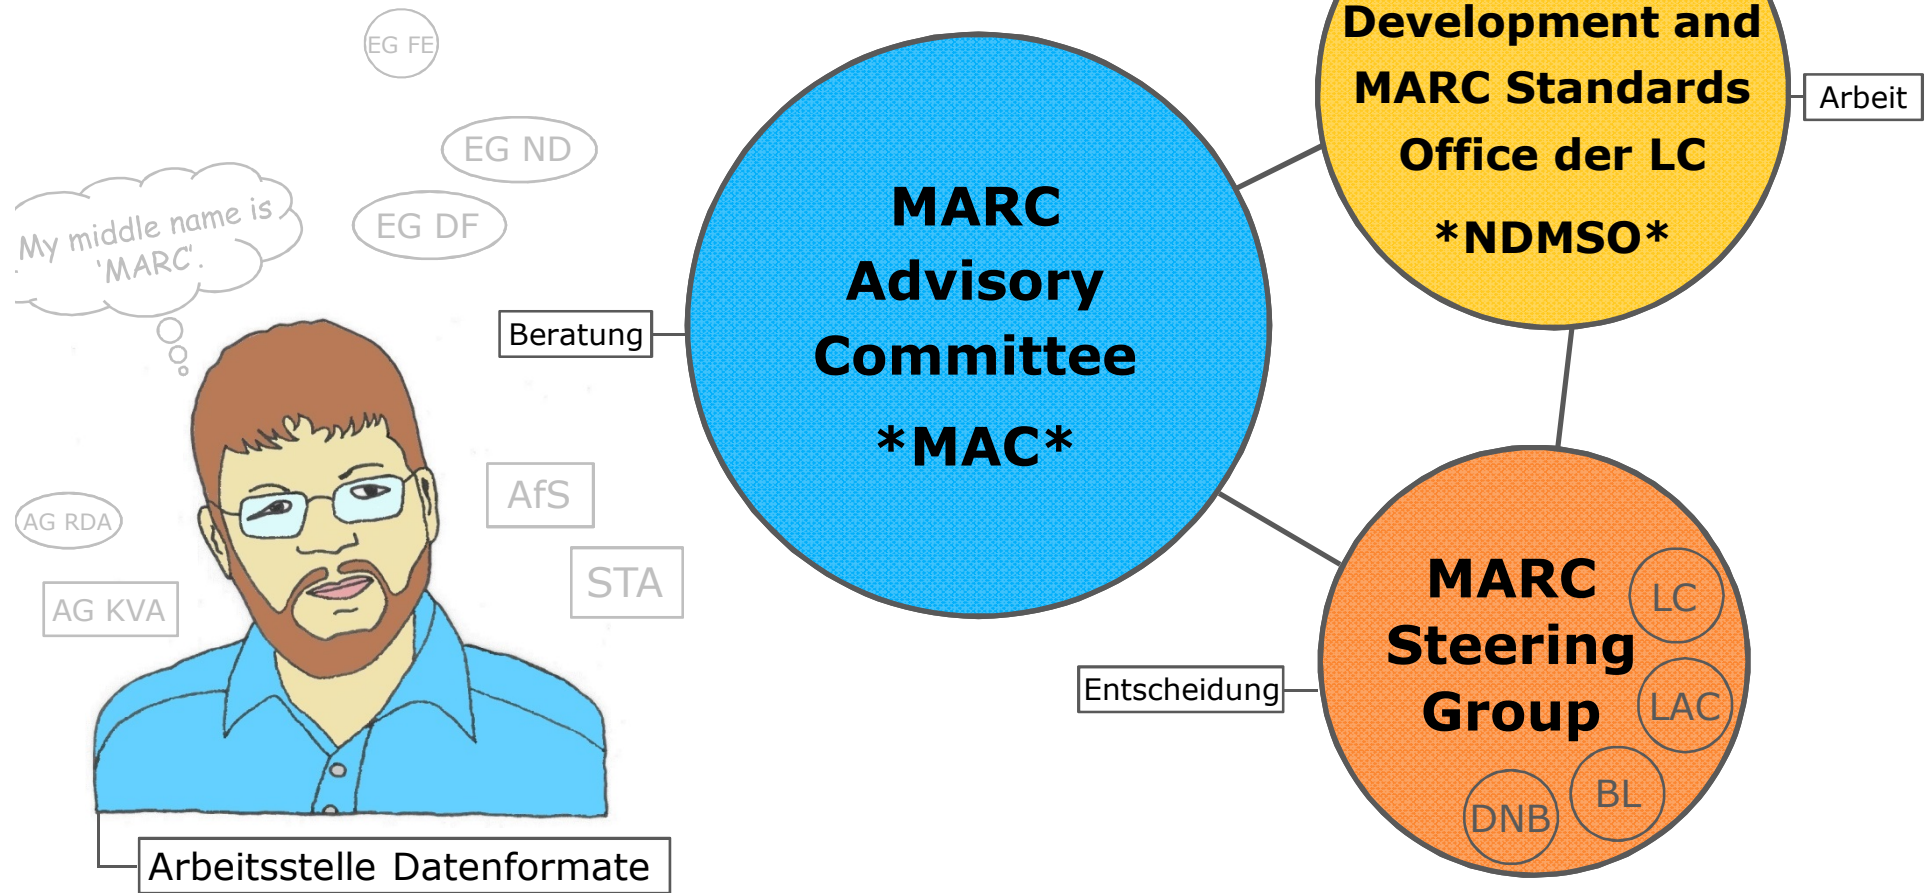 EG FE
EG ND
EG DF
My middle name is
'MARC'.
Beratung
AG RDA
AfS
AG KVA
STA
Arbeitsstelle Datenformate
MARC
Advisory
Committee
*MAC*
Development and
MARC Standards
Office der LC
*NDMSO*
Arbeit
Entscheidung
MARC
Steering
Group
LC
LAC
BL
DNB